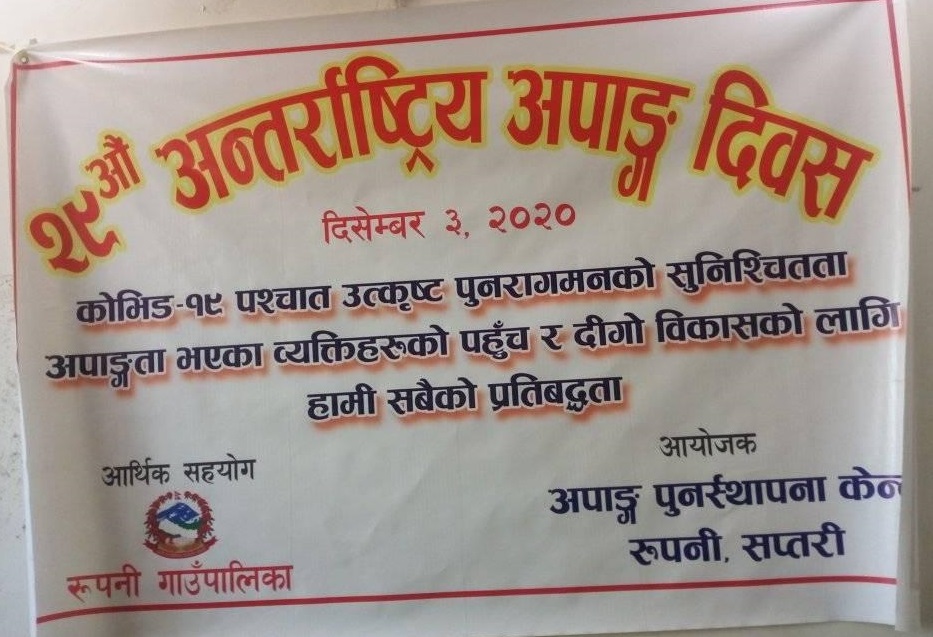 २९औं अन्तर्राष्ट्रिय अपाङ्ग दिवस
दिसेम्बर ३, २०२०
कोभिड-१९ पश्चात उत्कृष्ट पुनरागमनको सुनिश्चितता
अपाङ्गता भएका व्यक्तिहरुको पहुँच र दीगो विकासको लागि
हामी सबैको प्रतिबद्धता
आर्थिक सहयोग
रुपनी गाउँपालिका
आयोजक
अपाङ्ग पुनर्स्थापना
रुपनी, सप्तरी